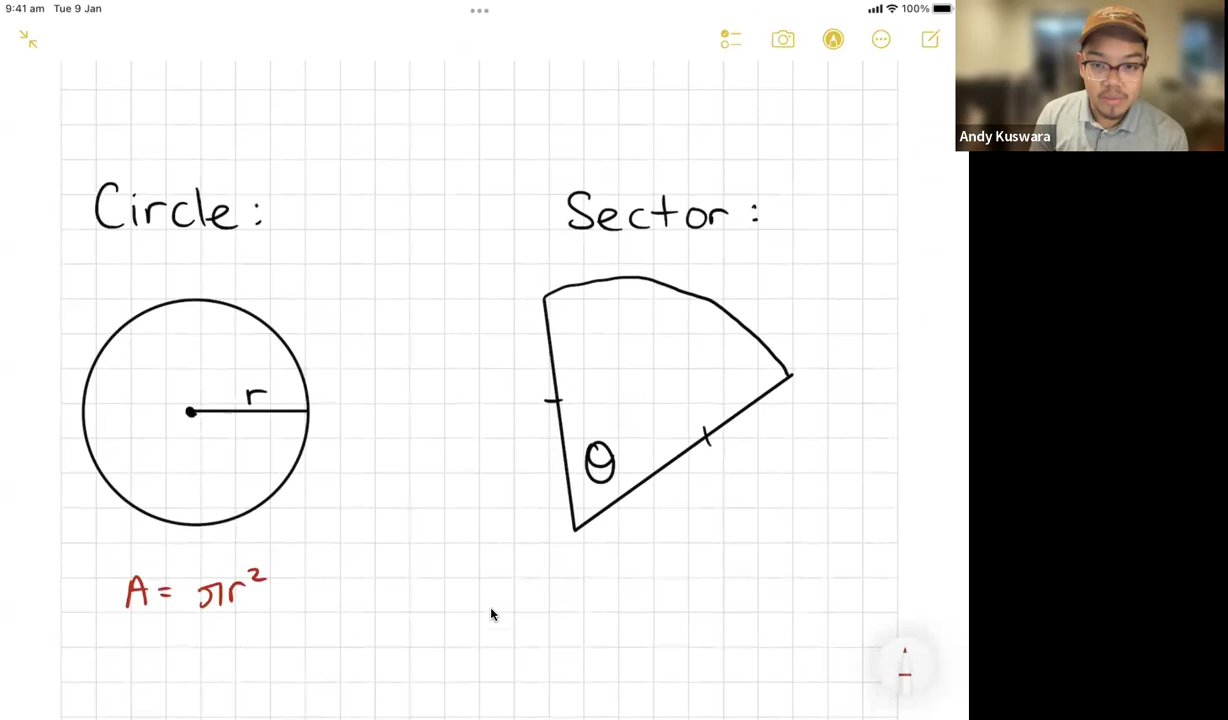 9:41 am Tue 9 Jan
100%
Andy Kuswara
Circle :
Sector :
r
θ
A = πr²